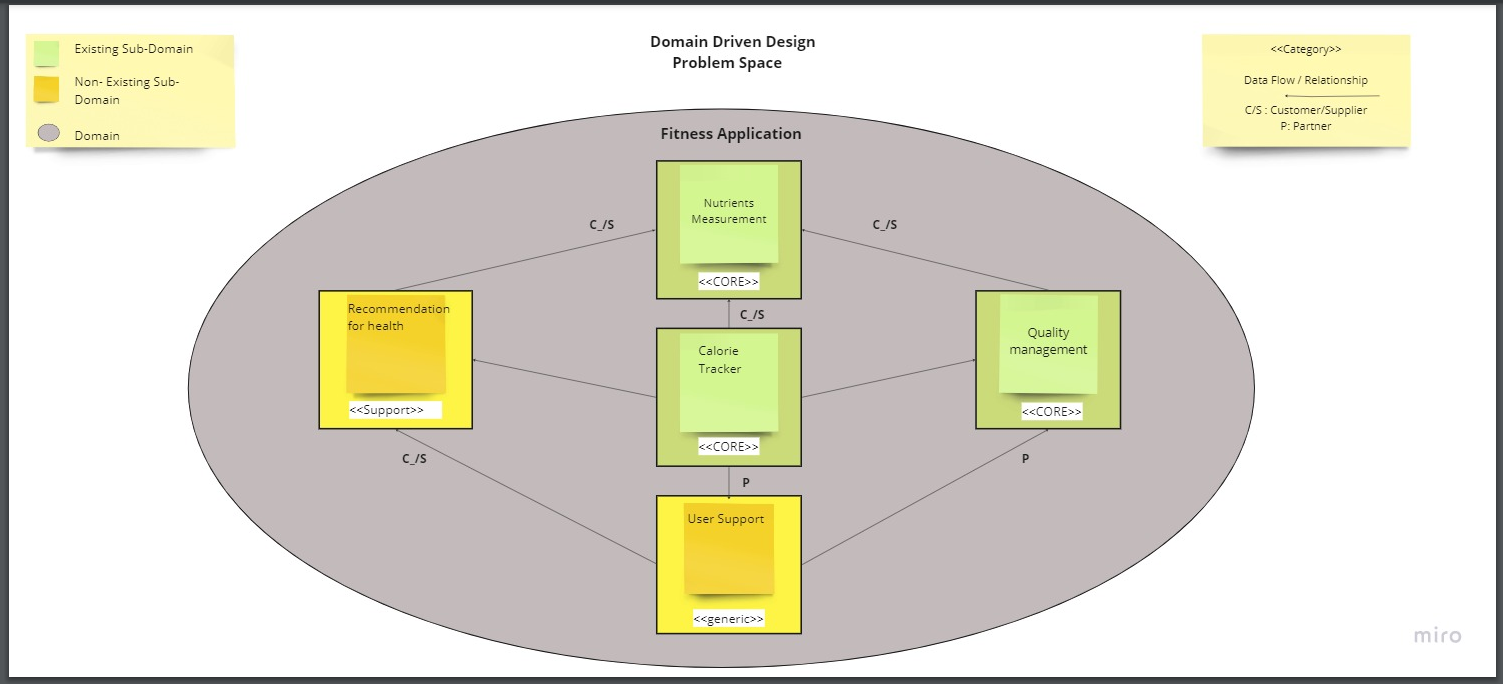 Existing Sub-Domain
Non- Existing Sub-
Domain
Domain
Domain Driven Design
Problem Space
<<Category>>
Data Flow / Relationship
C/S : Customer/Supplier
P: Partner
Fitness Application
Nutrients
Measurement
<<CORE>>
C_/S
C_/S
C_/S
Recommendation
for health
<<Support>>
Calorie
Tracker
<<CORE>>
Quality
management
<<CORE>>
C_/S
P
P
User Support
<<generic>>
miro